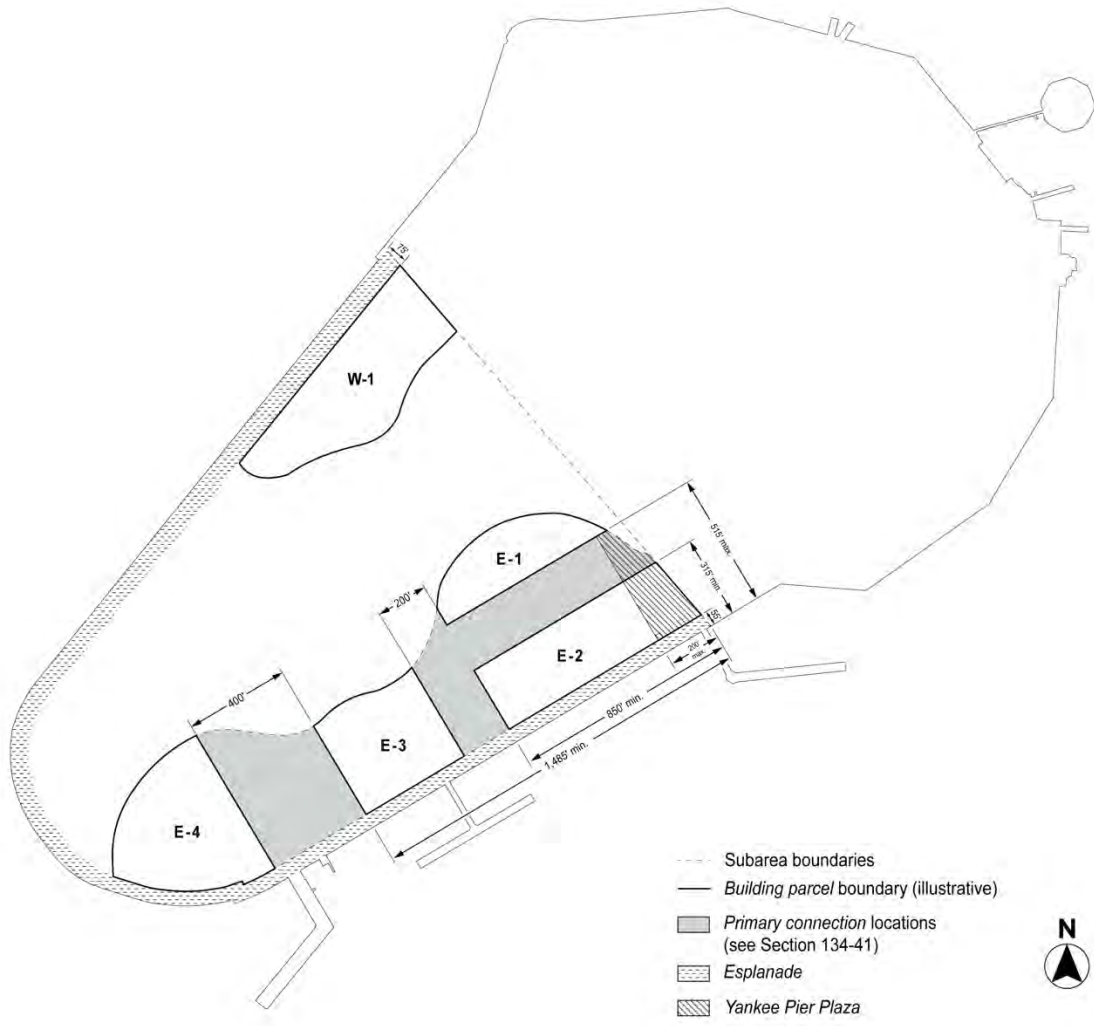 75'
W-1
515' max.
E-1
315' min.
200'
E-2
200'
max.
400'
850' min.
E-3
1,485' min.
E-4
Subarea boundaries
Building parcel boundary (illustrative)
Primary connection locations
(see Section 134-41)
N
Esplanade
Yankee Pier Plaza